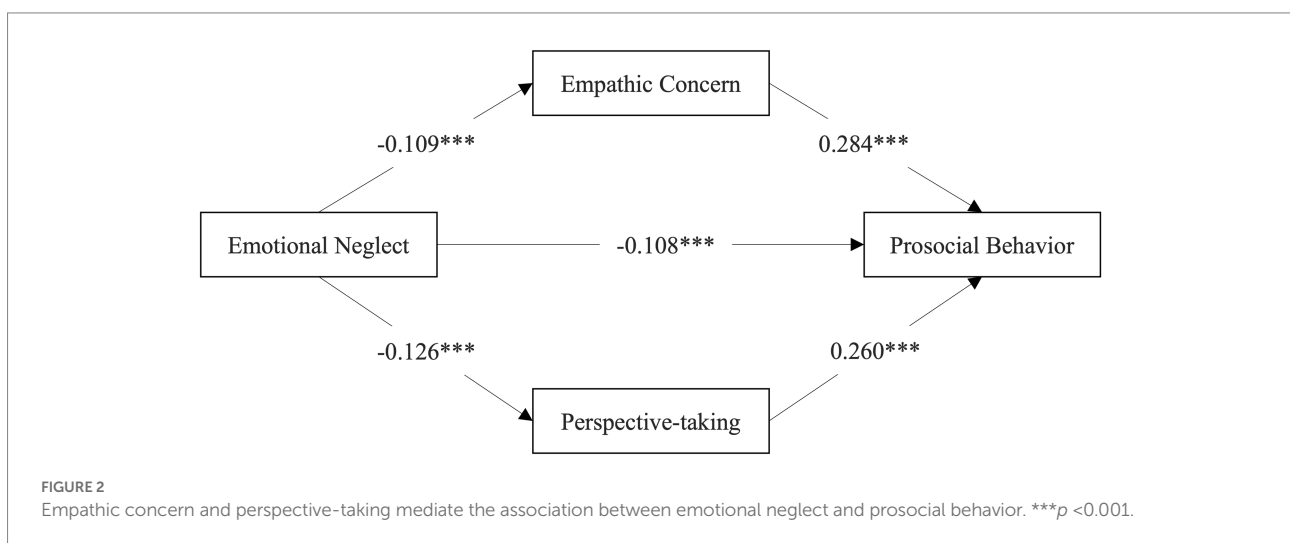 Empathic Concern
-0.109***
0.284***
Emotional Neglect
-0.108***
Prosocial Behavior
-0.126***
0.260***
Perspective-taking
FIGURE 2
Empathic concern and perspective-taking mediate the association between emotional neglect and prosocial behavior. ***p <0.001.